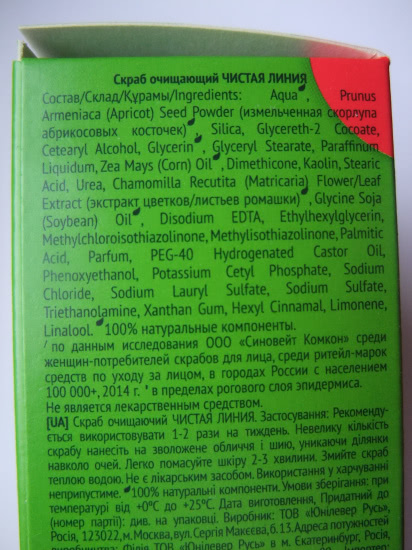 Скраб очищающий ЧИСТАЯ ЛИНИЯ
Состав/Склад/Құрамы/Ingredients: Aqua, Prunus
Armeniaca (Apricot) Seed Powder (измельченная скорлупа
абрикосовых косточек), Silica, Glycereth-2 Cocoate,
Cetearyl Alcohol, Glycerin, Glyceryl Stearate, Paraffinum
Liquidum, Zea Mays (Corn) Oil, Dimethicone, Kaolin, Stearic
Acid, Urea, Chamomilla Recutita (Matricaria) Flower/Leaf
Extract (экстракт цветков/листьев ромашки), Glycine Soja
(Soybean) Oil, Disodium EDTA, Ethylhexylglycerin,
Methylchloroisothiazolinone, Methylisothiazolinone, Palmitic
Acid, Parfum, PEG-40 Hydrogenated Castor Oil,
Phenoxyethanol, Potassium Cetyl Phosphate, Sodium
Chloride, Sodium Lauryl Sulfate, Sodium Sulfate,
Triethanolamine, Xanthan Gum, Hexyl Cinnamal, Limonene,
Linalool. 100% натуральные компоненты.
/ по данным исследования ООО «Синовейт Комкон» среди
женщин-потребителей скрабов для лица, среди ритейл-марок
средств по уходу за лицом, в городах России с населением
100 000+, 2014 г. ' в пределах рогового слоя эпидермиса.
Не является лекарственным средством.
[UA] Скраб очищаючий ЧИСТАЯ ЛИНИЯ. Застосування: Рекоменду-
ється використовувати 1-2 рази на тиждень. Невелику кількість
скрабу нанесіть на зволожене обличчя і шию, уникаючи ділянки
навколо очей. Легко помасуйте шкіру 2-3 хвилини. Змийте скраб
теплою водою. Не є лікарським засобом. Використання у харчуванні
неприпустиме. 100% натуральні компоненти. Умови зберігання: при
температурі від +0°C до +25°C. Дата виготовлення, Придатний до
(номер партії): див. на упаковці. Виробник: ТОВ «Юнілевер Русь»,
Росія, 123022, м. Москва, вул. Сергія Макєєва, б. 13. Адреса потужностей
виробництва: Філія ТОВ «Юнілевер Русь» в м. Екатеринбург, Росія,